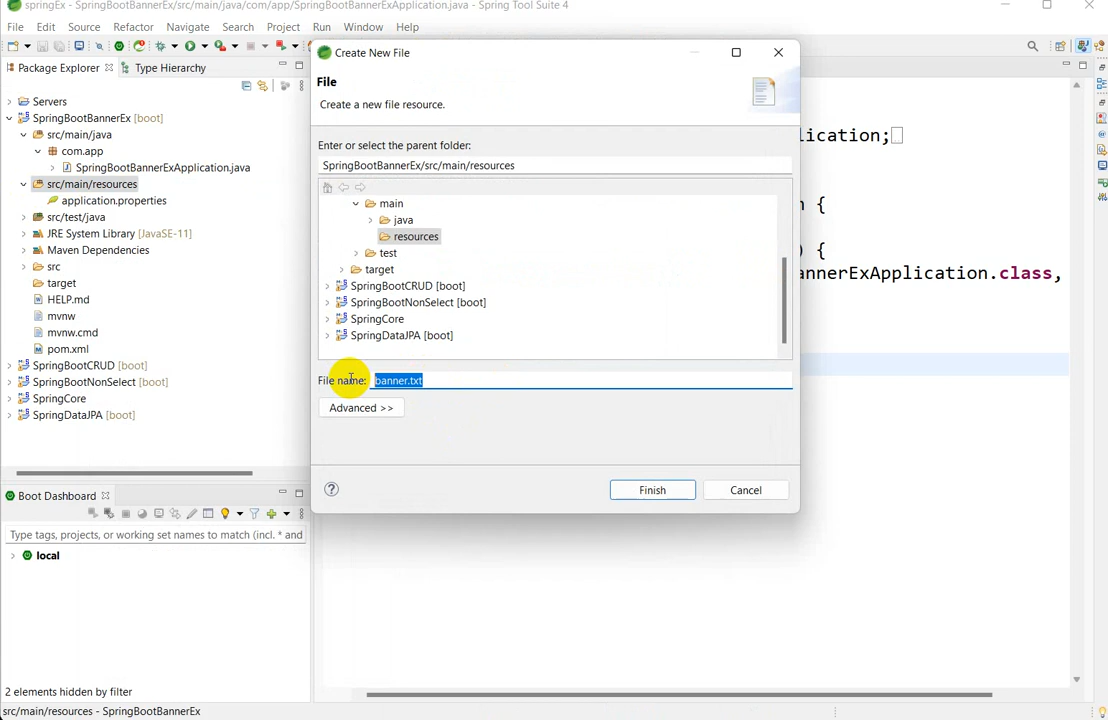 springEx - SpringBootBannerEx/src/main/java/com/app/SpringBootBannerExApplication.java - Spring Tool Suite 4
File Edit Source Refactor Navigate Search Project Run Window Help
Package Explorer Type Hierarchy
Servers
SpringBootBannerEx [boot]
src/main/java
com.app
SpringBootBannerExApplication.java
src/main/resources
application.properties
src/test/java
JRE System Library [JavaSE-11]
Maven Dependencies
src
target
HELP.md
mvnw
mvnw.cmd
pom.xml
SpringBootCRUD [boot]
SpringBootNonSelect [boot]
SpringCore
SpringDataJPA [boot]
Boot Dashboard
Type tags, projects, or working set names to match (incl. * and
local
2 elements hidden by filter
src/main/resources - SpringBootBannerEx
Create New File
File
Create a new file resource.
Enter or select the parent folder:
SpringBootBannerEx/src/main/resources
main
java
resources
test
target
SpringBootCRUD [boot]
SpringBootNonSelect [boot]
SpringCore
SpringDataJPA [boot]
File name: banner.txt
Advanced >>
Finish Cancel
lication;
n {
) {
annerExApplication.class,